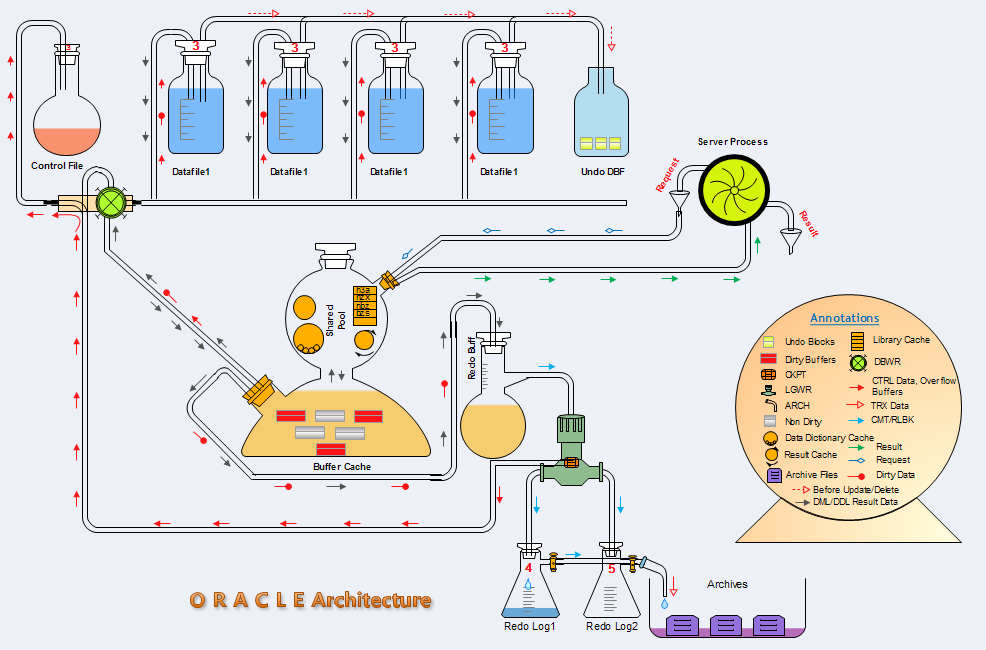 3
3
3
3
3
Control File
Datafile1
Datafile1
Datafile1
Datafile1
Undo DBF
Server Process
Request
Result
Shared
Pool
Redo Buff
Buffer Cache
Annotations
Undo Blocks
Library Cache
Dirty Buffers
DBWR
CKPT
CTRL Data, Overflow
Buffers
LGWR
ARCH
TRX Data
Non Dirty
CMT/RLBK
Data Dictionary Cache
Result
Result Cache
Request
Archive Files
Dirty Data
Before Update/Delete
DML/DDL Result Data
4
5
Redo Log1
Redo Log2
Archives
ORACLE Architecture